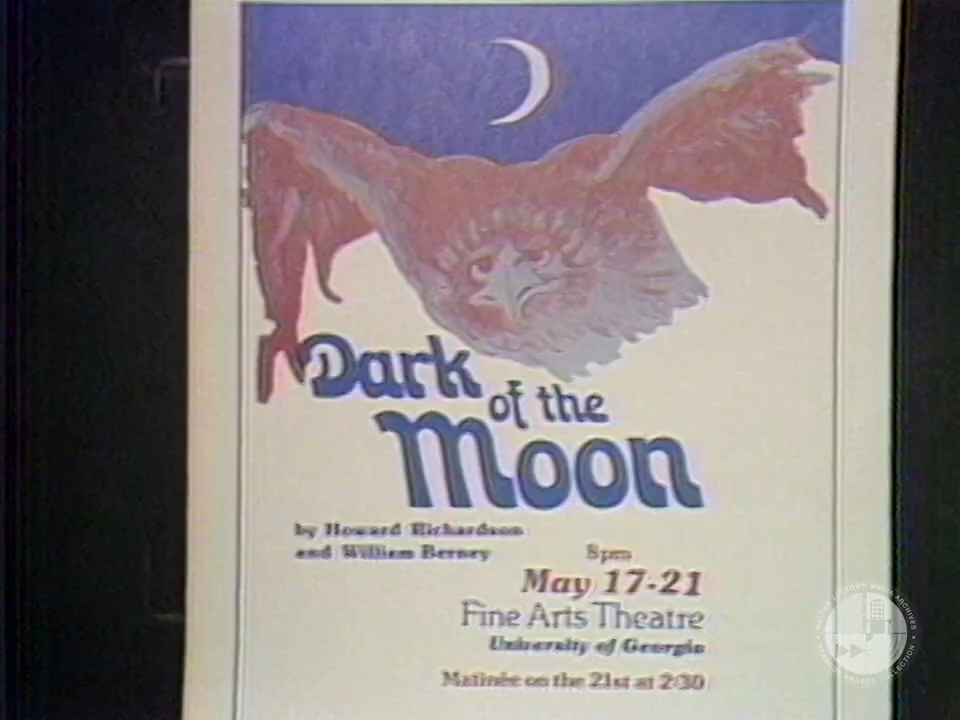 Dark
of the
Moon
by Howard Richardson
and William Berney
8pm
May 17-21
Fine Arts Theatre
University of Georgia
Matinée on the 21st at 2:30